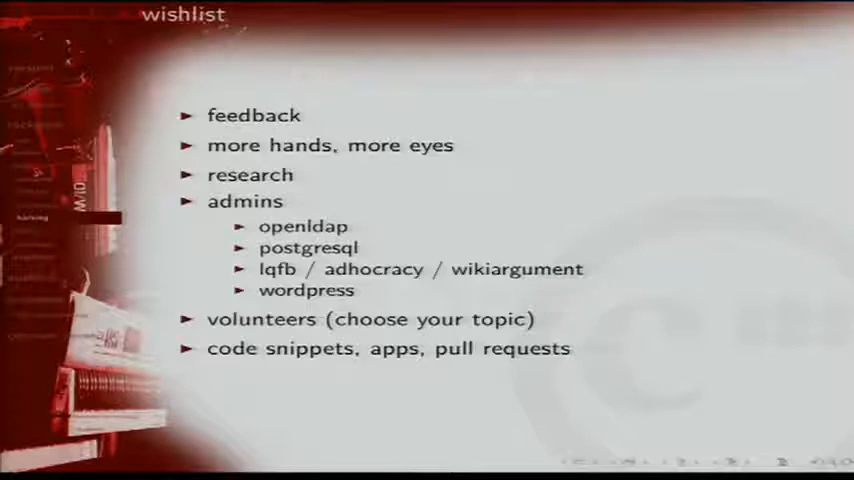 wishlist
► feedback
► more hands, more eyes
► research
► admins
► openldap
► postgresql
► lqfb / adhocracy / wikiargument
► wordpress
► volunteers (choose your topic)
► code snippets, apps, pull requests